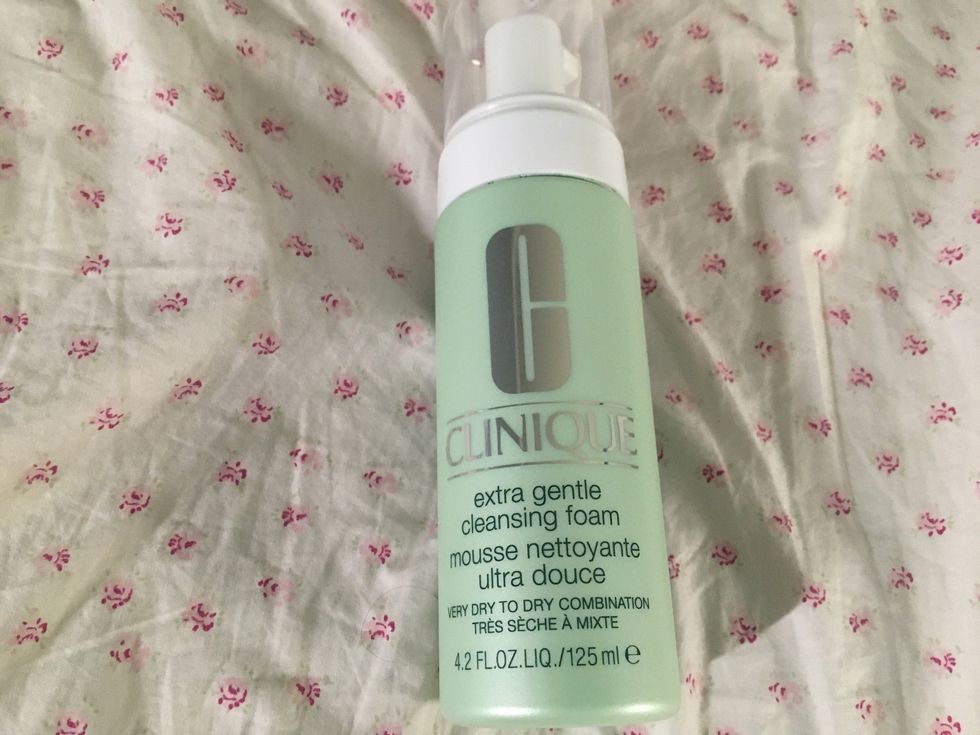 CLINIQUE
extra gentle
cleansing foam
mousse nettoyante
ultra douce
VERY DRY TO DRY COMBINATION
TRÈS SÈCHE À MIXTE
4.2 FL.OZ.LIQ./125 ml ℮